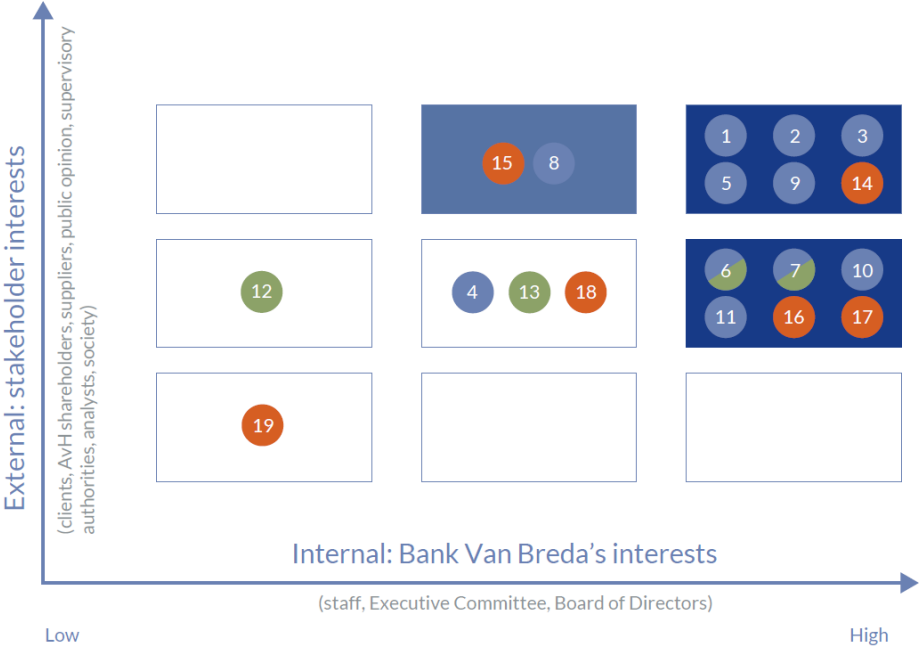 External: stakeholder interests
(clients, AvH shareholders, suppliers, public opinion, supervisory
authorities, analysts, society)
15 8
1 2 3
5 9 14
12
4 13 18
6 7 10
11 16 17
19
Internal: Bank Van Breda's interests
(staff, Executive Committee, Board of Directors)
Low High